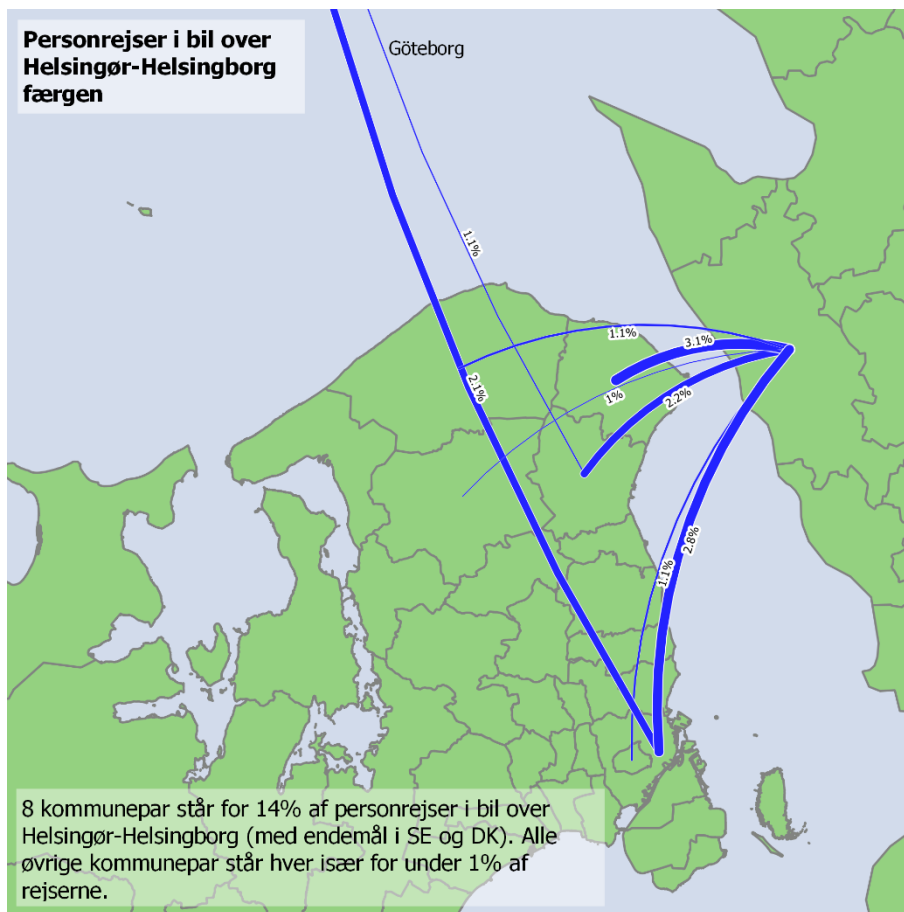 Personrejser i bil over
Helsingør-Helsingborg
færgen
Göteborg
1.1%
1.1%
3.1%
2.1%
1%
2.2%
2.8%
1.1%
8 kommunepar står for 14% af personrejser i bil over
Helsingør-Helsingborg (med endemål i SE og DK). Alle
øvrige kommunepar står hver især for under 1% af
rejserne.